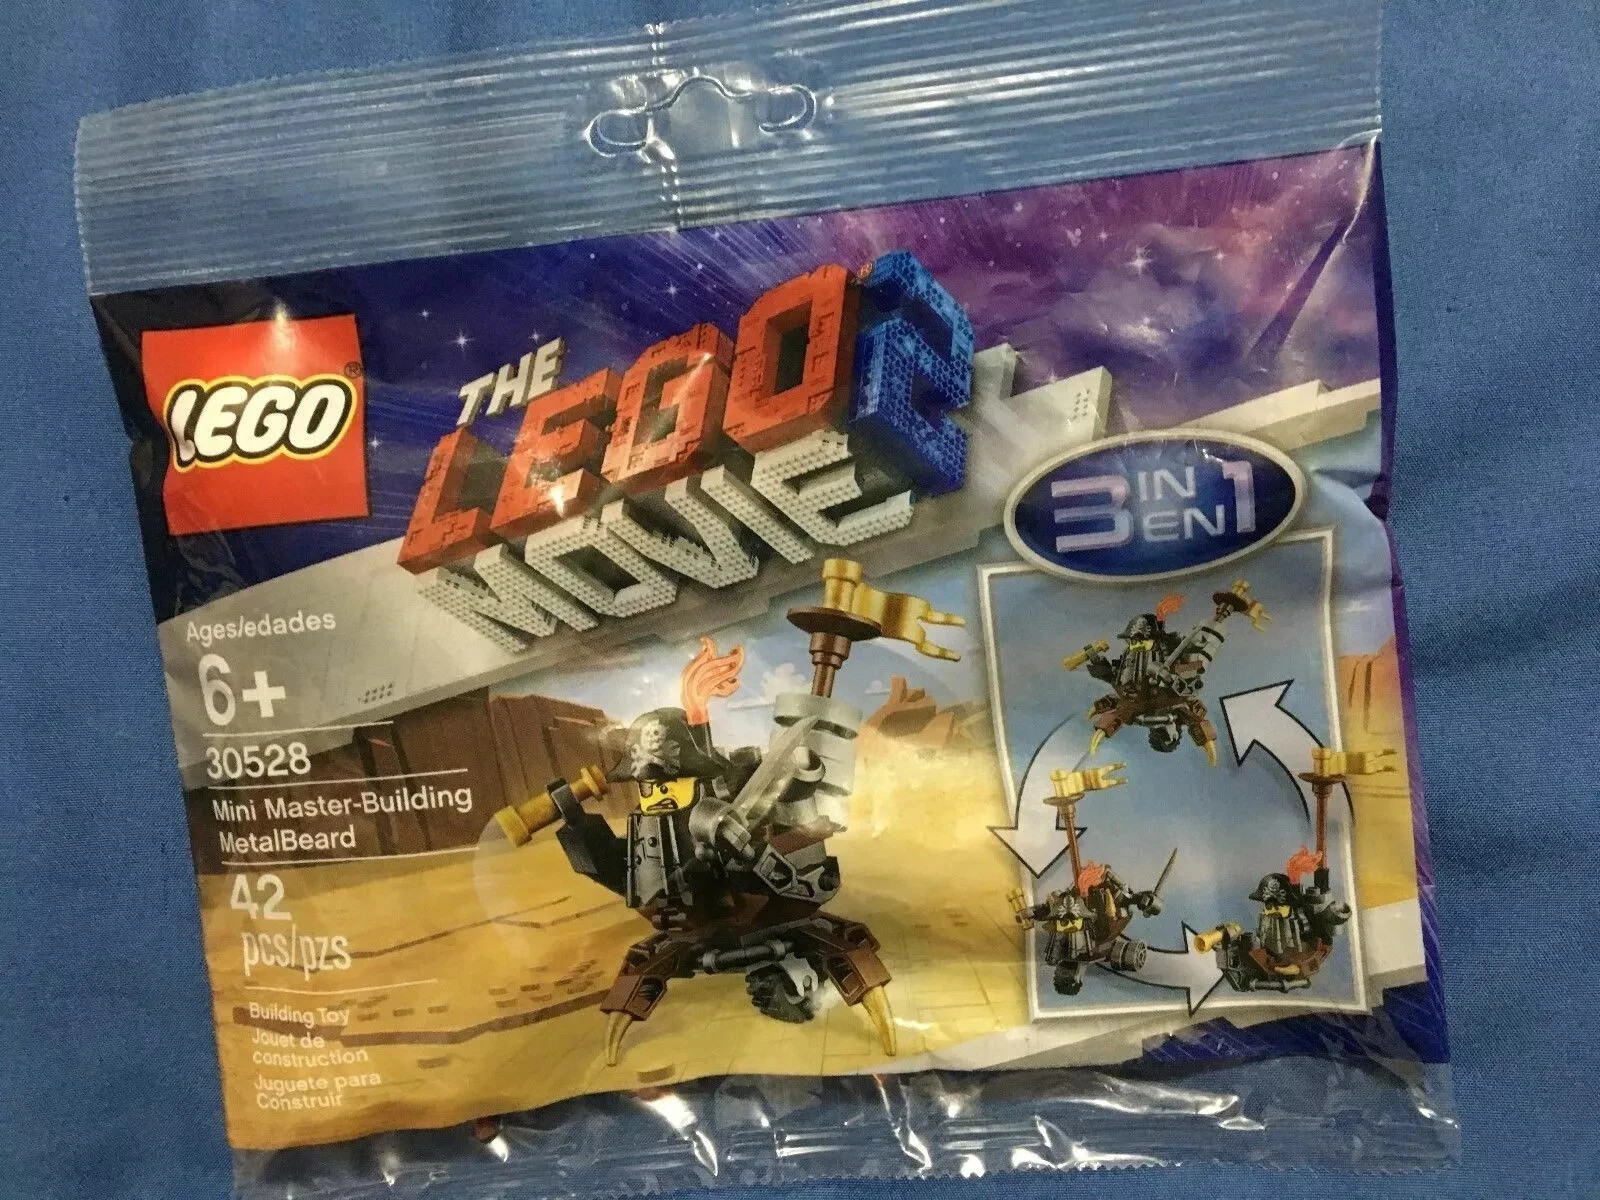 LEGO®
THE
LEGO® 2
MOVIE
3 IN 1
EN
Ages/edades
6+
30528
Mini Master-Building
MetalBeard
42
pcs/pzs
Building Toy
Jouet de
construction
Juguete para
Construir